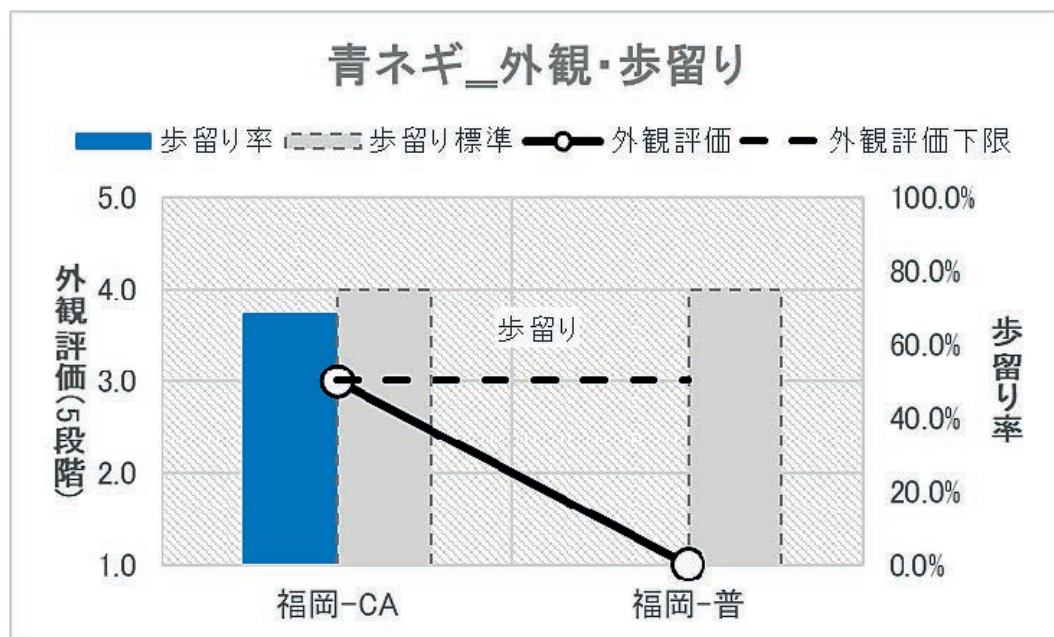 青ネギ__外観・歩留り
歩留り率 歩留り標準 外観評価 外観評価下限
外観評価(5段階)
5.0
4.0
3.0
2.0
1.0
歩留り
100.0%
80.0%
60.0%
40.0%
20.0%
0.0%
歩留り率
福岡-CA 福岡-普